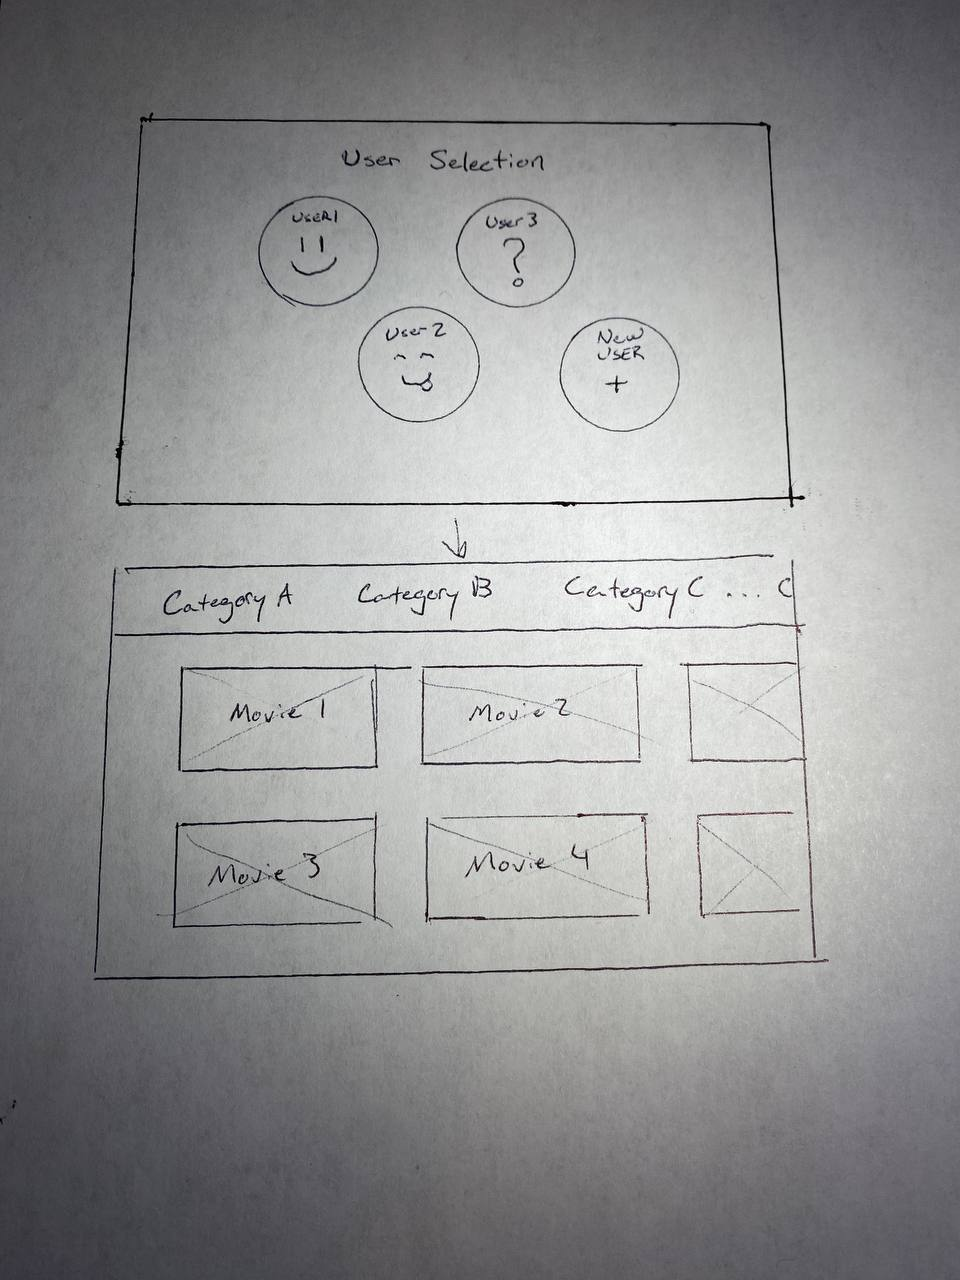 User Selection
USER1
User 3
?
User 2
New
USER
+
Category A Category B Category C ... C
Movie 1 Movie 2
Movie 3 Movie 4